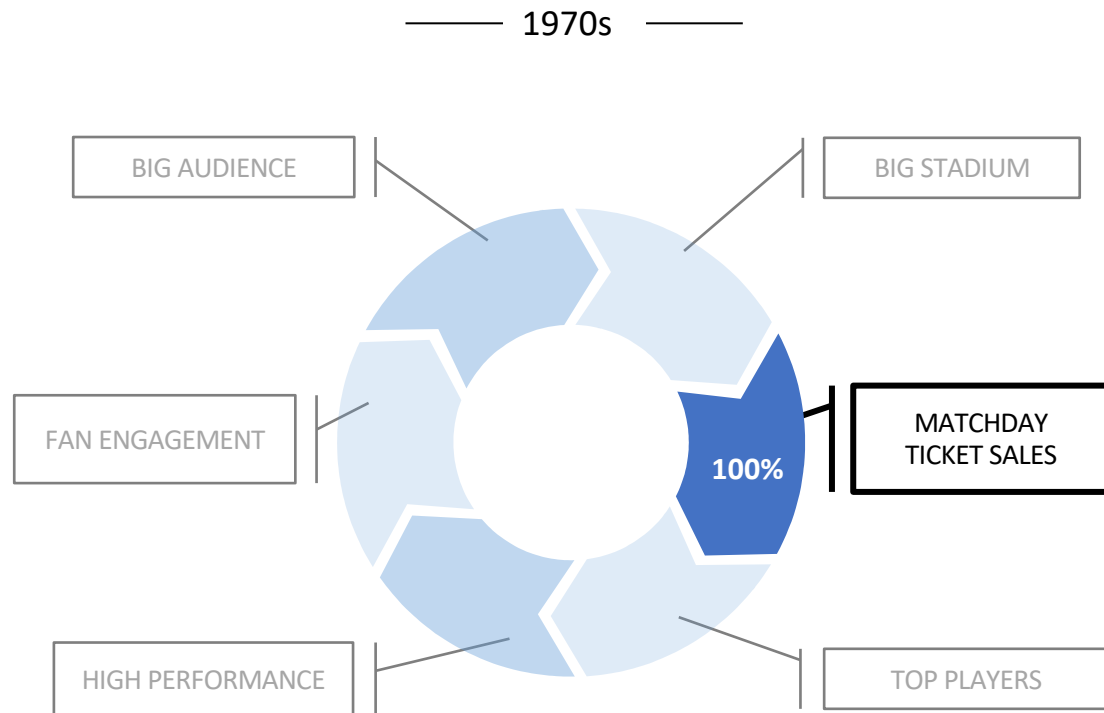 1970s
BIG AUDIENCE
BIG STADIUM
FAN ENGAGEMENT
MATCHDAY
TICKET SALES
100%
HIGH PERFORMANCE
TOP PLAYERS